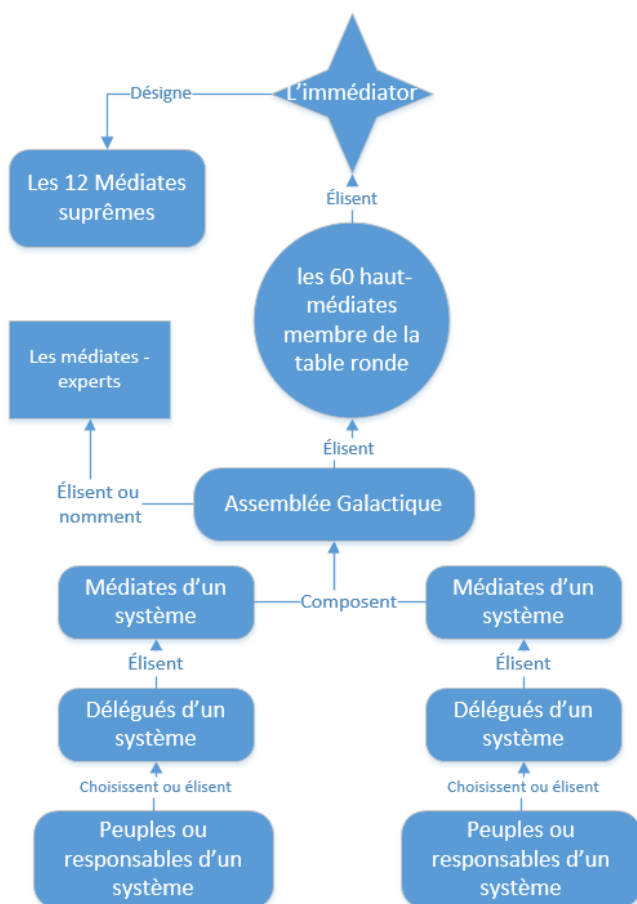 L'immédiator
Désigne
Les 12 Médiates
suprêmes
Élisent
les 60 haut-
médiates
membre de la
table ronde
Les médiates -
experts
Élisent
Élisent ou
nomment
Assemblée Galactique
Médiates d'un
système
Composent
Médiates d'un
système
Élisent
Élisent
Délégués d'un
système
Délégués d'un
système
Choisissent ou élisent
Choisissent ou élisent
Peuples ou
responsables d'un
système
Peuples ou
responsables d'un
système